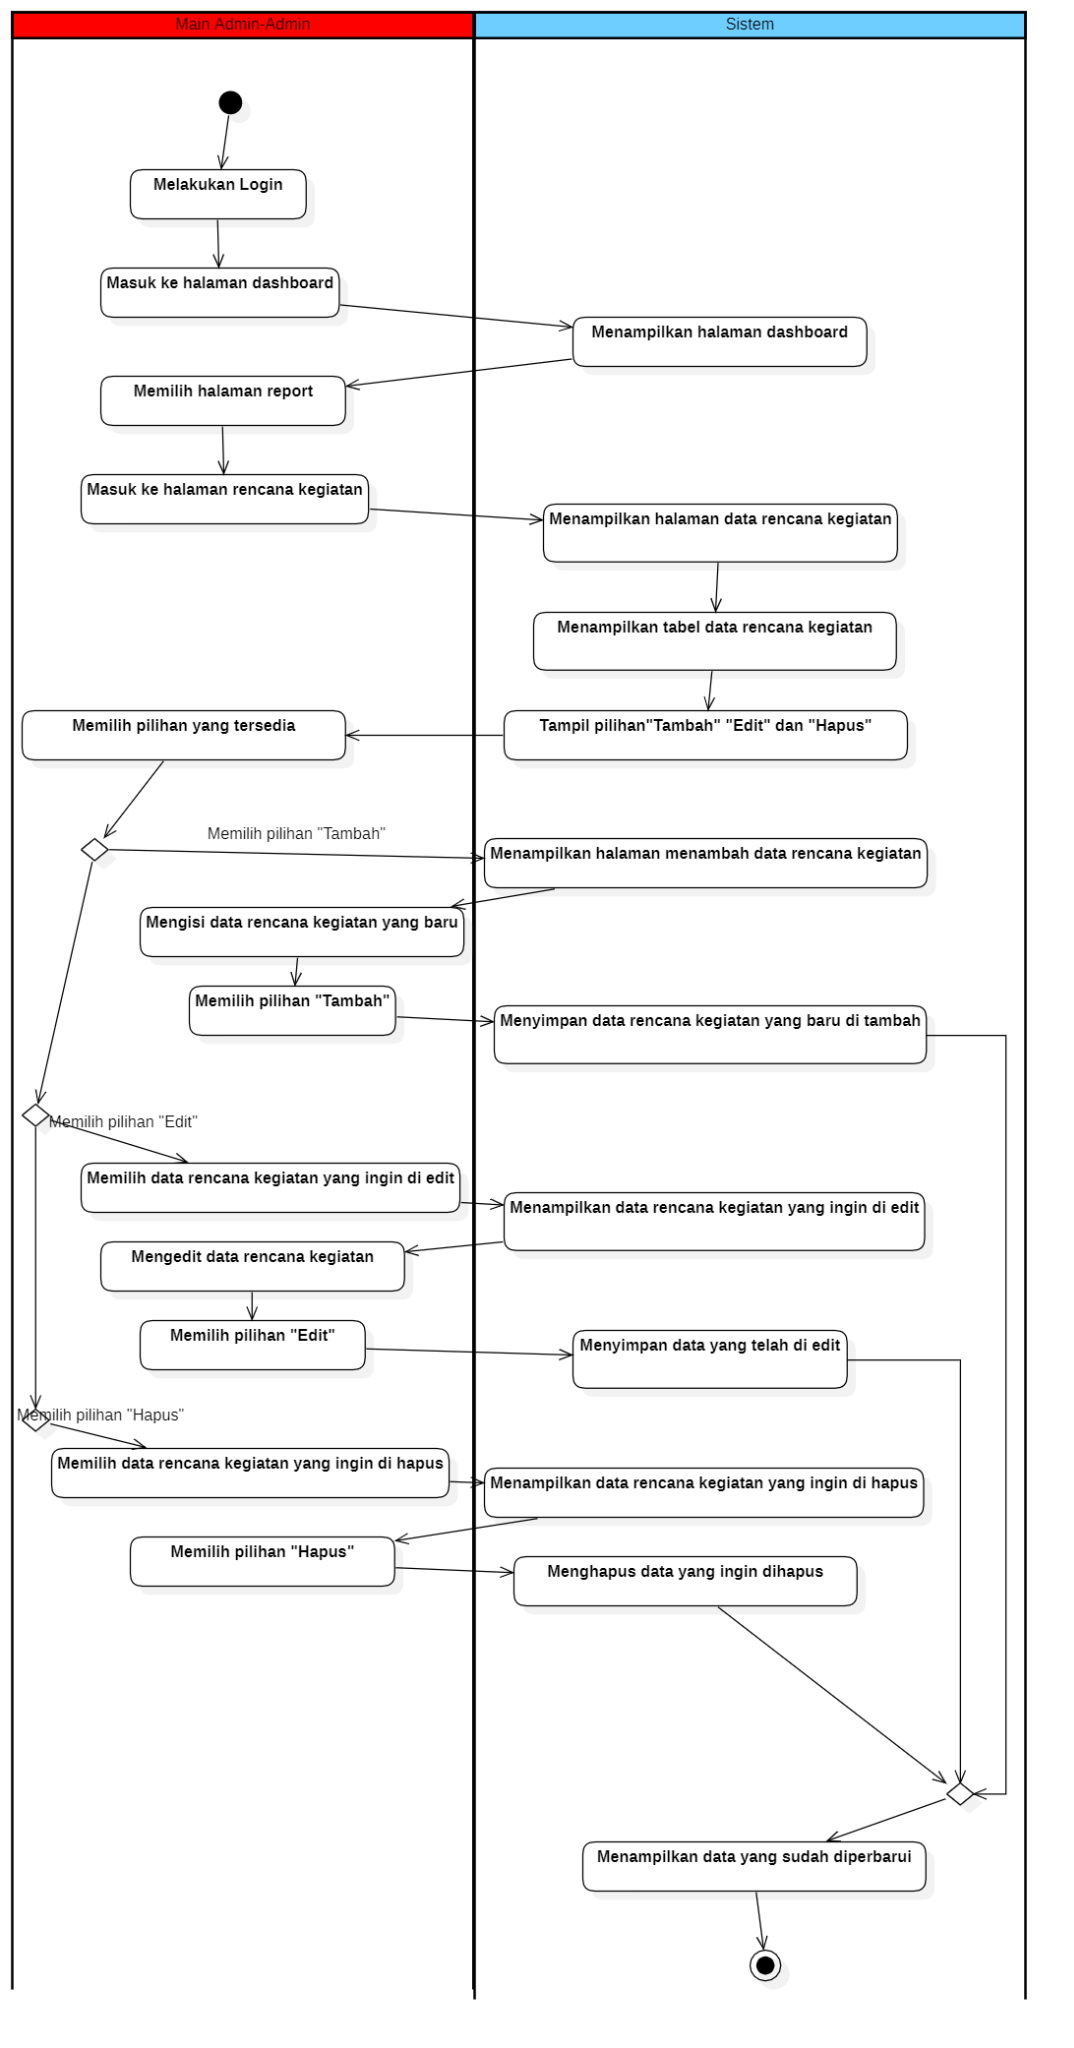 Main Admin-Admin
Sistem
Melakukan Login
Masuk ke halaman dashboard
Menampilkan halaman dashboard
Memilih halaman report
Masuk ke halaman rencana kegiatan
Menampilkan halaman data rencana kegiatan
Menampilkan tabel data rencana kegiatan
Memilih pilihan yang tersedia
Tampil pilihan"Tambah" "Edit" dan "Hapus"
Memilih pilihan "Tambah"
Menampilkan halaman menambah data rencana kegiatan
Mengisi data rencana kegiatan yang baru
Memilih pilihan "Tambah"
Menyimpan data rencana kegiatan yang baru di tambah
Memilih pilihan "Edit"
Memilih data rencana kegiatan yang ingin di edit
Menampilkan data rencana kegiatan yang ingin di edit
Mengedit data rencana kegiatan
Memilih pilihan "Edit"
Menyimpan data yang telah di edit
Memilih pilihan "Hapus"
Memilih data rencana kegiatan yang ingin di hapus
Menampilkan data rencana kegiatan yang ingin di hapus
Memilih pilihan "Hapus"
Menghapus data yang ingin dihapus
Menampilkan data yang sudah diperbarui